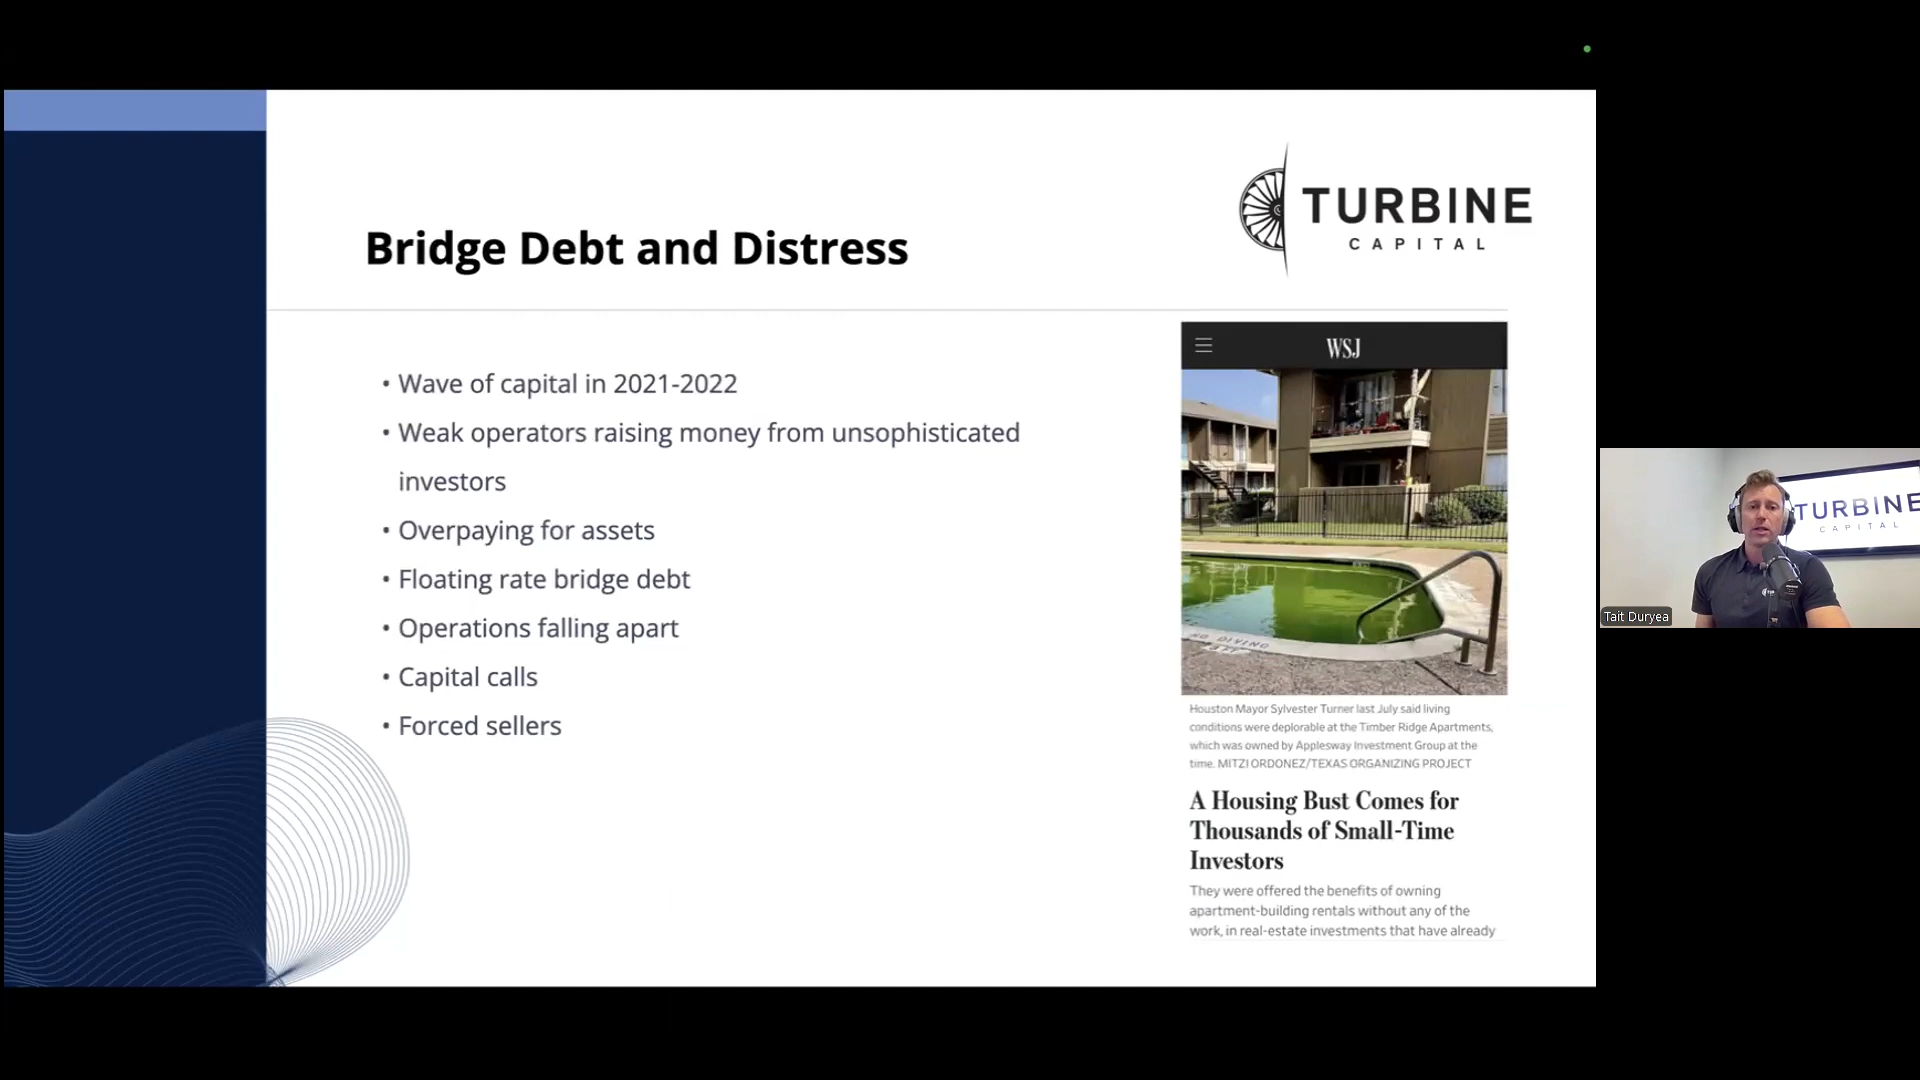 TURBINE
CAPITAL
Bridge Debt and Distress
• Wave of capital in 2021-2022
• Weak operators raising money from unsophisticated
investors
• Overpaying for assets
• Floating rate bridge debt
• Operations falling apart
• Capital calls
• Forced sellers
WSJ
NO DIVING
Houston Mayor Sylvester Turner last July said living
conditions were deplorable at the Timber Ridge Apartments,
which was owned by Applesway Investment Group at the
time. MITZI ORDONEZ/TEXAS ORGANIZING PROJECT
A Housing Bust Comes for
Thousands of Small-Time
Investors
They were offered the benefits of owning
apartment-building rentals without any of the
work, in real-estate investments that have already
TURBINE
CAPITAL
Tait Duryea